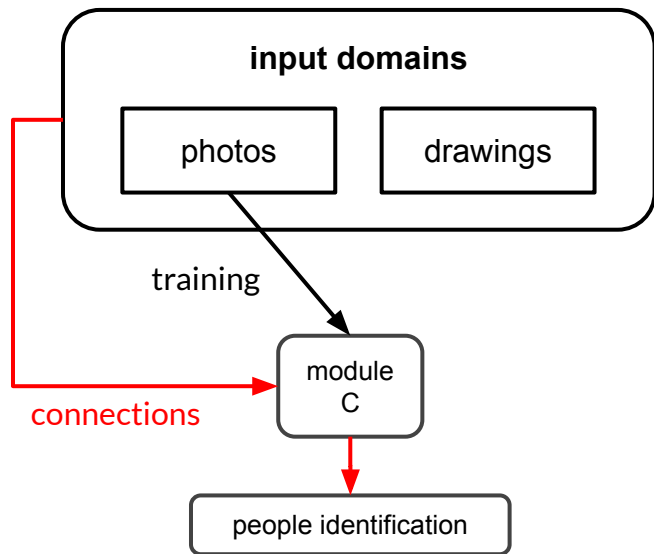 input domains
photos
drawings
training
module
C
connections
people identification